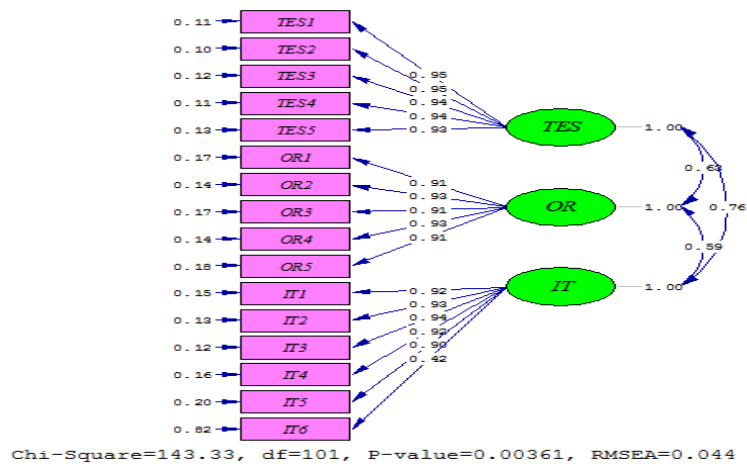 0.11 TES1
0.10 TES2
0.12 TES3
0.11 TES4
0.13 TES5
0.17 OR1
0.14 OR2
0.17 OR3
0.14 OR4
0.18 OR5
0.15 IT1
0.13 IT2
0.12 IT3
0.16 IT4
0.20 IT5
0.82 IT6
0.95
0.95
0.94
0.94
0.93
0.91
0.93
0.91
0.93
0.91
0.92
0.93
0.94
0.92
0.90
0.42
TES 1.00
OR 1.00
IT 1.00
0.76
0.59
Chi-Square=143.33, df=101, P-value=0.00361, RMSEA=0.044